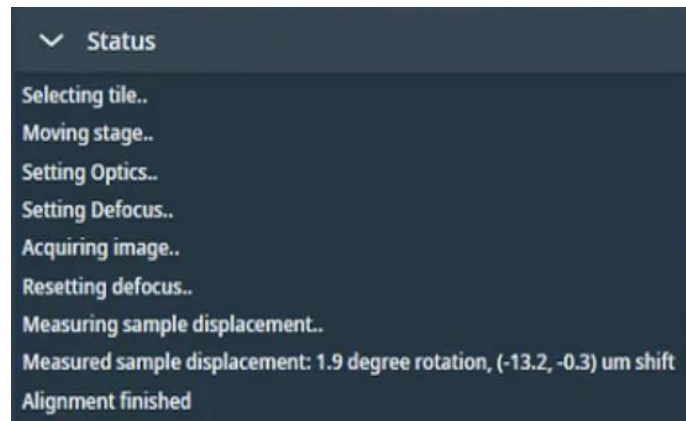 Status
Selecting tile..
Moving stage..
Setting Optics..
Setting Defocus..
Acquiring image..
Resetting defocus..
Measuring sample displacement..
Measured sample displacement: 1.9 degree rotation, (-13.2, -0.3) um shift
Alignment finished